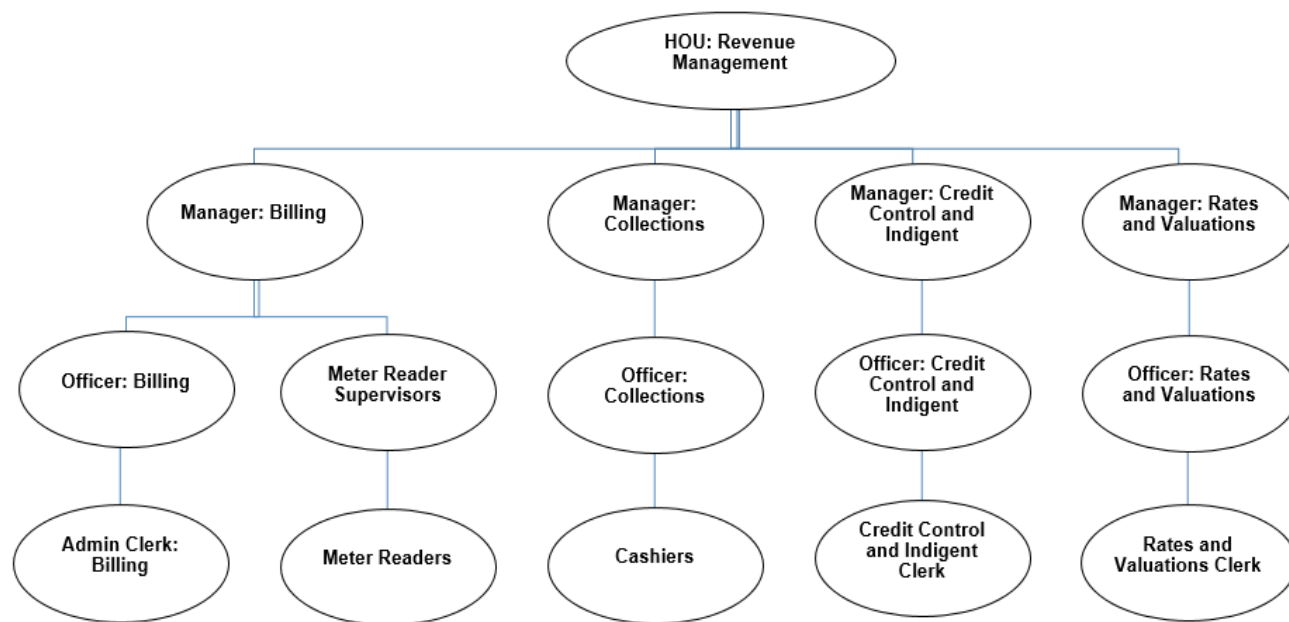 HOU: Revenue
Management
Manager: Billing
Manager:
Collections
Manager: Credit
Control and
Indigent
Manager: Rates
and Valuations
Officer: Billing
Meter Reader
Supervisors
Officer:
Collections
Officer: Credit
Control and
Indigent
Officer: Rates
and Valuations
Admin Clerk:
Billing
Meter Readers
Cashiers
Credit Control
and Indigent
Clerk
Rates and
Valuations Clerk